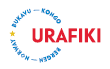 BUKAVU — KONGO
URAFIKI
BERGEN – NORWAY